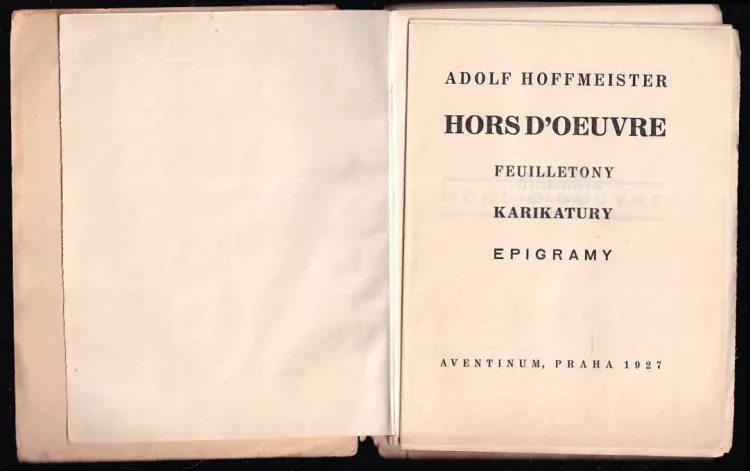 ADOLF HOFFMEISTER
HORS D'OEUVRE
FEUILLETONY
KARIKATURY
EPIGRAMY
AVENTINUM, PRAHA 1927